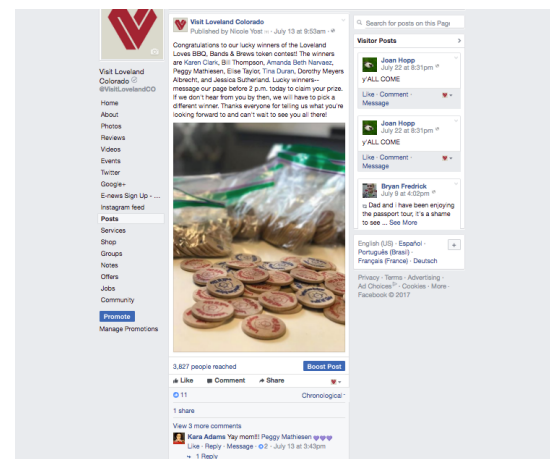 Visit Loveland
Colorado
@VisitLovelandCO
Home
About
Photos
Reviews
Videos
Events
Twitter
Google+
E-news Sign Up - ...
Instagram feed
Posts
Services
Shop
Groups
Notes
Offers
Jobs
Community
Promote
Manage Promotions
Visit Loveland Colorado
Published by Nicole Yost · July 13 at 9:53am ·
Congratulations to our lucky winners of the Loveland
Loves BBQ, Bands & Brews token contest! The winners
are Karen Clark, Bill Thompson, Amanda Beth Narvaez,
Peggy Mathiesen, Elise Taylor, Tina Duran, Dorothy Meyers
Albrecht, and Jessica Sutherland. Lucky winners--
message our page before 2 p.m. today to claim your prize.
If we don't hear from you by then, we will have to pick a
different winner. Thanks everyone for telling us what you're
looking forward to and can't wait to see you all there!
3,827 people reached
Boost Post
Like Comment Share
11
Chronological
1 share
View 3 more comments
Kara Adams Yay mom!!! Peggy Mathiesen
Like · Reply · Message · 2 · July 13 at 3:43pm
1 Reply
Search for posts on this Page
Visitor Posts
Joan Hopp
July 22 at 8:31pm
y'ALL COME
Like · Comment ·
Message
Joan Hopp
July 22 at 8:31pm
y'ALL COME
Like · Comment ·
Message
Bryan Fredrick
July 9 at 4:02pm
Dad and i have been enjoying
the passport tour, it's a shame
to see ... See More
English (US) · Español ·
Português (Brasil) ·
Français (France) · Deutsch
+
Privacy · Terms · Advertising ·
Ad Choices · Cookies · More ·
Facebook © 2017